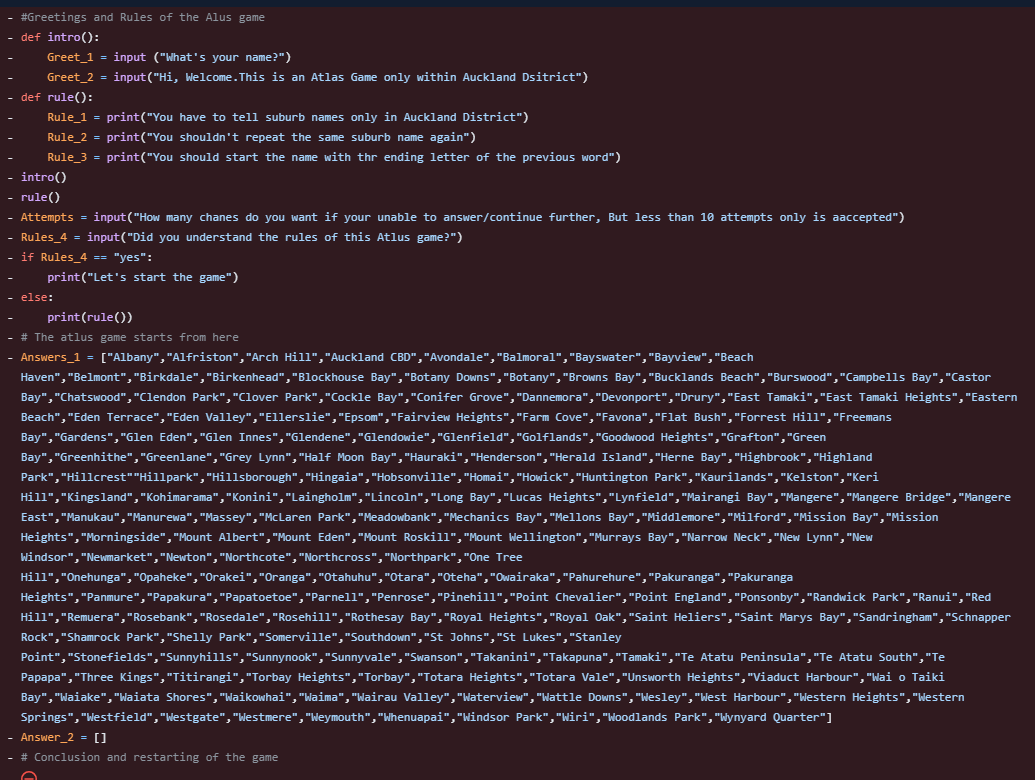 - #Greetings and Rules of the Alus game
- def intro():
-     Greet_1 = input ("What's your name?")
-     Greet_2 = input("Hi, Welcome.This is an Atlas Game only within Auckland Dsitrict")
- def rule():
-     Rule_1 = print("You have to tell suburb names only in Auckland District")
-     Rule_2 = print("You shouldn't repeat the same suburb name again")
-     Rule_3 = print("You should start the name with thr ending letter of the previous word")
- intro()
- rule()
- Attempts = input("How many chanes do you want if your unable to answer/continue further, But less than 10 attempts only is aaccepted")
- Rules_4 = input("Did you understand the rules of this Atlus game?")
- if Rules_4 == "yes":
-     print("Let's start the game")
- else:
-     print(rule())
- # The atlus game starts from here
- Answers_1 = ["Albany","Alfriston","Arch Hill","Auckland CBD","Avondale","Balmoral","Bayswater","Bayview","Beach
Haven","Belmont","Birkdale","Birkenhead","Blockhouse Bay","Botany Downs","Botany","Browns Bay","Bucklands Beach","Burswood","Campbells Bay","Castor
Bay","Chatswood","Clendon Park","Clover Park","Cockle Bay","Conifer Grove","Dannemora","Devonport","Drury","East Tamaki","East Tamaki Heights","Eastern
Beach","Eden Terrace","Eden Valley","Ellerslie","Epsom","Fairview Heights","Farm Cove","Favona","Flat Bush","Forrest Hill","Freemans
Bay","Gardens","Glen Eden","Glen Innes","Glendene","Glendowie","Glenfield","Golflands","Goodwood Heights","Grafton","Green
Bay","Greenhithe","Greenlane","Grey Lynn","Half Moon Bay","Hauraki","Henderson","Herald Island","Herne Bay","Highbrook","Highland
Park","Hillcrest""Hillpark","Hillsborough","Hingaia","Hobsonville","Homai","Howick","Huntington Park","Kaurilands","Kelston","Keri
Hill","Kingsland","Kohimarama","Konini","Laingholm","Lincoln","Long Bay","Lucas Heights","Lynfield","Mairangi Bay","Mangere","Mangere Bridge","Mangere
East","Manukau","Manurewa","Massey","McLaren Park","Meadowbank","Mechanics Bay","Mellons Bay","Middlemore","Milford","Mission Bay","Mission
Heights","Morningside","Mount Albert","Mount Eden","Mount Roskill","Mount Wellington","Murrays Bay","Narrow Neck","New Lynn","New
Windsor","Newmarket","Newton","Northcote","Northcross","Northpark","One Tree
Hill","Onehunga","Opaheke","Orakei","Oranga","Otahuhu","Otara","Oteha","Owairaka","Pahurehure","Pakuranga","Pakuranga
Heights","Panmure","Papakura","Papatoetoe","Parnell","Penrose","Pinehill","Point Chevalier","Point England","Ponsonby","Randwick Park","Ranui","Red
Hill","Remuera","Rosebank","Rosedale","Rosehill","Rothesay Bay","Royal Heights","Royal Oak","Saint Heliers","Saint Marys Bay","Sandringham","Schnapper
Rock","Shamrock Park","Shelly Park","Somerville","Southdown","St Johns","St Lukes","Stanley
Point","Stonefields","Sunnyhills","Sunnynook","Sunnyvale","Swanson","Takanini","Takapuna","Tamaki","Te Atatu Peninsula","Te Atatu South","Te
Papapa","Three Kings","Titirangi","Torbay Heights","Torbay","Totara Heights","Totara Vale","Unsworth Heights","Viaduct Harbour","Wai o Taiki
Bay","Waiake","Waiata Shores","Waikowhai","Waima","Wairau Valley","Waterview","Wattle Downs","Wesley","West Harbour","Western Heights","Western
Springs","Westfield","Westgate","Westmere","Weymouth","Whenuapai","Windsor Park","Wiri","Woodlands Park","Wynyard Quarter"]
- Answer_2 = []
- # Conclusion and restarting of the game